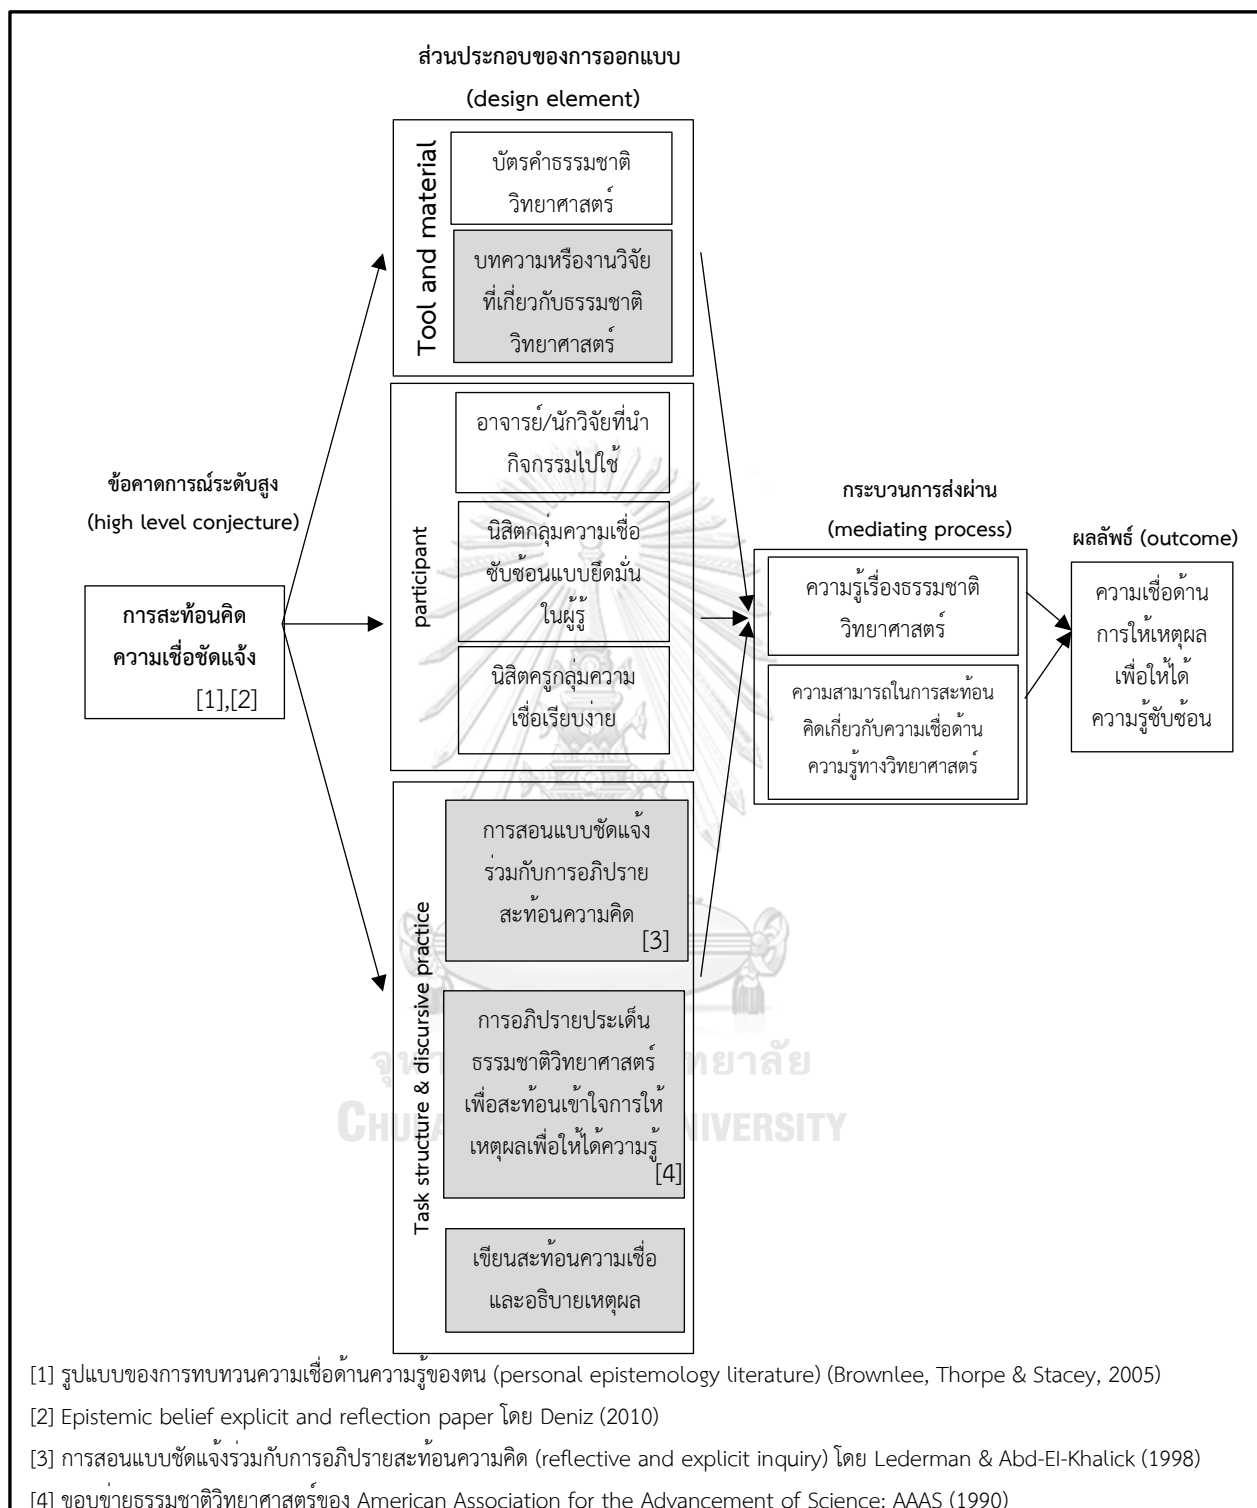 ส่วนประกอบของการออกแบบ
(design element)
Tool and material
บัตรคำธรรมชาติ
วิทยาศาสตร์
บทความหรืองานวิจัย
ที่เกี่ยวกับธรรมชาติ
วิทยาศาสตร์
ข้อคาดการณ์ระดับสูง
(high level conjecture)
การสะท้อนคิด
ความเชื่อชัดแจ้ง
[1],[2]
participant
อาจารย์/นักวิจัยที่นำ
กิจกรรมไปใช้
นิสิตกลุ่มความเชื่อ
ซับซ้อนแบบยึดมั่น
ในผู้รู้
นิสิตครูกลุ่มความ
เชื่อเรียบง่าย
Task structure & discursive practice
การสอนแบบชัดแจ้ง
ร่วมกับการอภิปราย
สะท้อนความคิด
[3]
การอภิปรายประเด็น
ธรรมชาติวิทยาศาสตร์
เพื่อสะท้อนเข้าใจการให้
เหตุผลเพื่อให้ได้ความรู้
[4]
เขียนสะท้อนความเชื่อ
และอธิบายเหตุผล
กระบวนการส่งผ่าน
(mediating process)
ความรู้เรื่องธรรมชาติ
วิทยาศาสตร์
ความสามารถในการสะท้อน
คิดเกี่ยวกับความเชื่อด้าน
ความรู้ทางวิทยาศาสตร์
ผลลัพธ์ (outcome)
ความเชื่อด้าน
การให้เหตุผล
เพื่อให้ได้
ความรู้ซับซ้อน
[1] รูปแบบของการทบทวนความเชื่อด้านความรู้ของตน (personal epistemology literature) (Brownlee, Thorpe & Stacey, 2005)
[2] Epistemic belief explicit and reflection paper โดย Deniz (2010)
[3] การสอนแบบชัดแจ้งร่วมกับการอภิปรายสะท้อนความคิด (reflective and explicit inquiry) โดย Lederman & Abd-El-Khalick (1998)
[4] ขอบข่ายธรรมชาติวิทยาศาสตร์ของ American Association for the Advancement of Science: AAAS (1990)